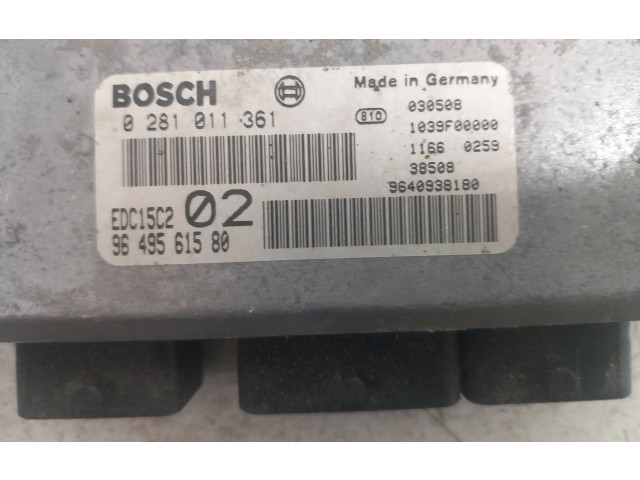 BOSCH
0 281 011 361
EDC15C2 02
96 495 615 80
Made in Germany
810 030508
1039F00000
1166 0259
38508
9640938180